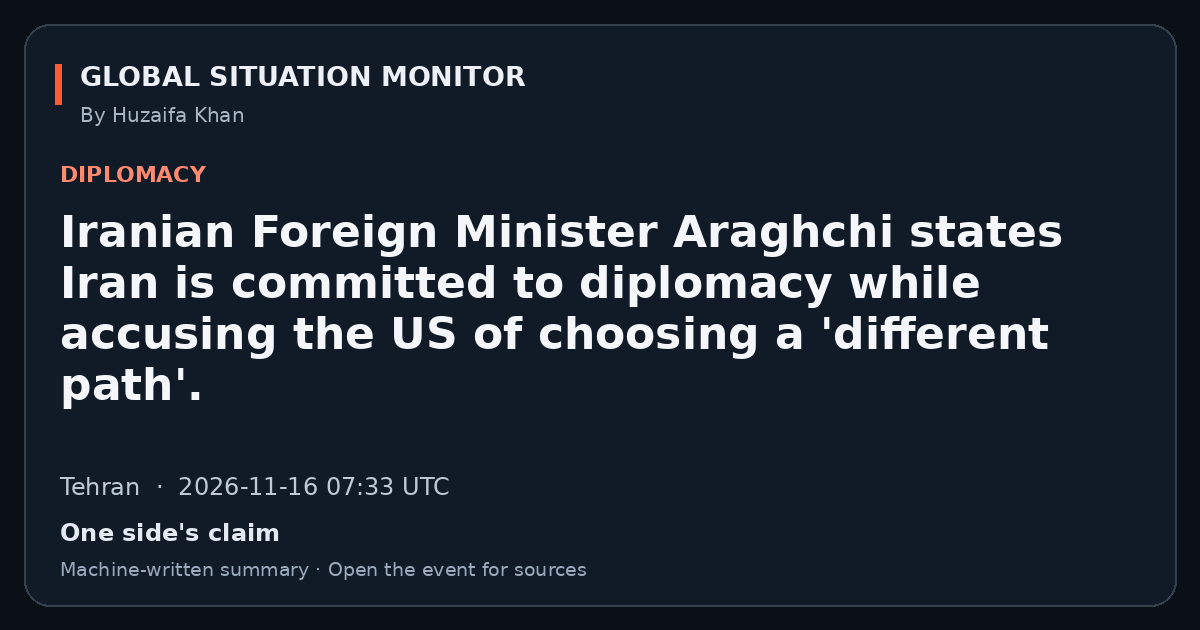 GLOBAL SITUATION MONITOR
By Huzaifa Khan
DIPLOMACY
Iranian Foreign Minister Araghchi states
Iran is committed to diplomacy while
accusing the US of choosing a 'different
path'.
Tehran · 2026-11-16 07:33 UTC
One side's claim
Machine-written summary · Open the event for sources